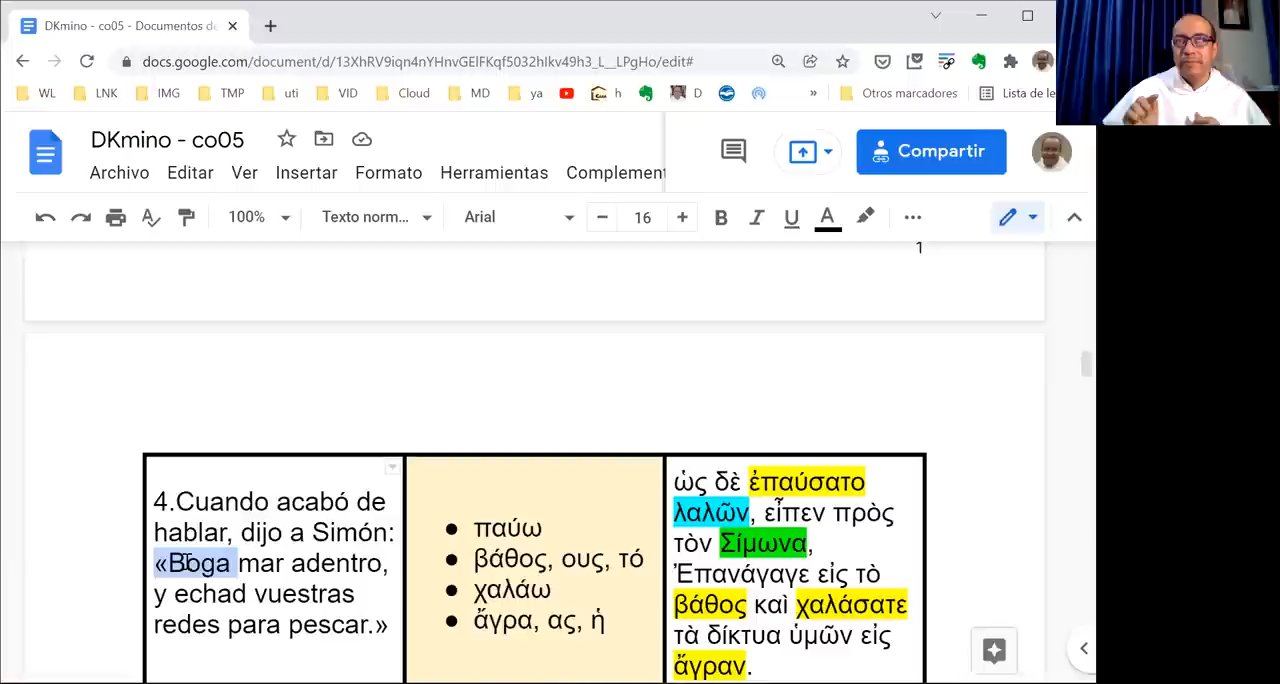 DKmino - co05 - Documentos de
docs.google.com/document/d/13XhRV9iqn4nYHnvGElFKqf5032hlkv49h3_L__LPgHo/edit#
WL LNK IMG TMP uti VID Cloud MD ya h D » Otros marcadores Lista de le
DKmino - co05
Compartir
Archivo Editar Ver Insertar Formato Herramientas Complement
100% Texto norm... Arial − 16 + B I U A
1
4.Cuando acabó de
hablar, dijo a Simón:
«Boga mar adentro,
y echad vuestras
redes para pescar.»
● παύω
● βάθος, ους, τό
● χαλάω
● ἄγρα, ας, ἡ
ὡς δὲ ἐπαύσατο
λαλῶν, εἶπεν πρὸς
τὸν Σίμωνα,
Ἐπανάγαγε εἰς τὸ
βάθος καὶ χαλάσατε
τὰ δίκτυα ὑμῶν εἰς
ἄγραν.